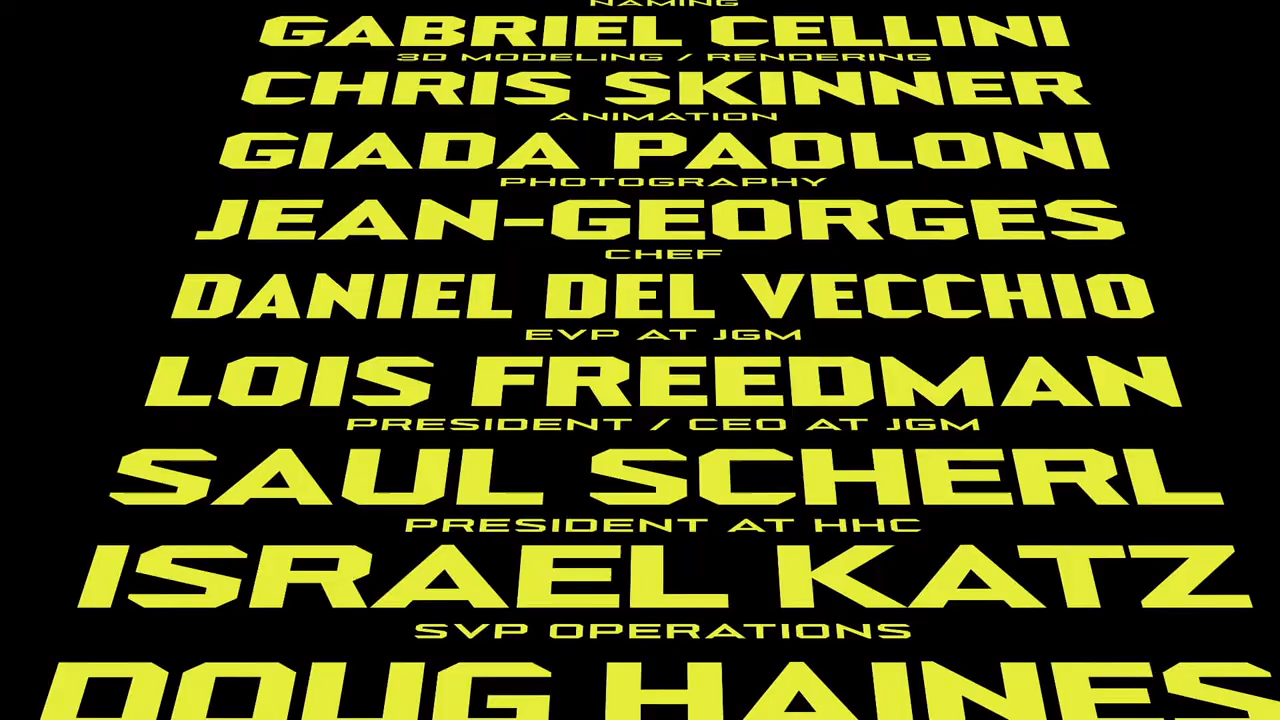 NAMING
GABRIEL CELLINI
3D MODELING / RENDERING
CHRIS SKINNER
ANIMATION
GIADA PAOLONI
PHOTOGRAPHY
JEAN-GEORGES
CHEF
DANIEL DEL VECCHIO
EVP AT JGM
LOIS FREEDMAN
PRESIDENT / CEO AT JGM
SAUL SCHERL
PRESIDENT AT HHC
ISRAEL KATZ
SVP OPERATIONS
DOUG HAINES